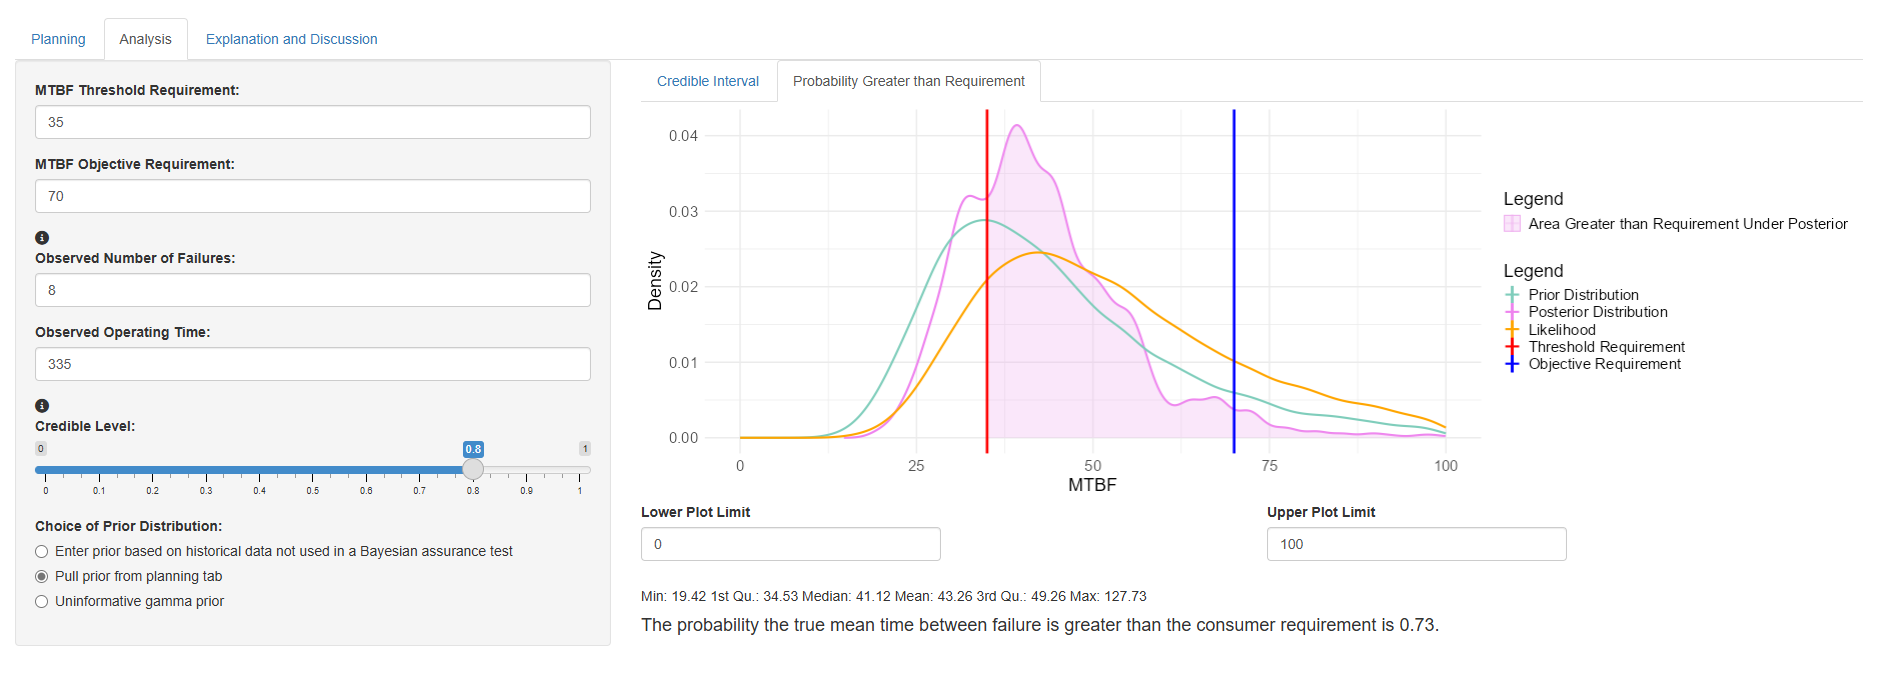 Planning Analysis Explanation and Discussion
MTBF Threshold Requirement:
35
MTBF Objective Requirement:
70
Observed Number of Failures:
8
Observed Operating Time:
335
Credible Level:
0 0.8 1
0 0.1 0.2 0.3 0.4 0.5 0.6 0.7 0.8 0.9 1
Choice of Prior Distribution:
Enter prior based on historical data not used in a Bayesian assurance test
Pull prior from planning tab
Uninformative gamma prior
Credible Interval Probability Greater than Requirement
Density
0.04
0.03
0.02
0.01
0.00
0 25 50 75 100
MTBF
Legend
Area Greater than Requirement Under Posterior
Legend
Prior Distribution
Posterior Distribution
Likelihood
Threshold Requirement
Objective Requirement
Lower Plot Limit Upper Plot Limit
0 100
Min: 19.42 1st Qu.: 34.53 Median: 41.12 Mean: 43.26 3rd Qu.: 49.26 Max: 127.73
The probability the true mean time between failure is greater than the consumer requirement is 0.73.